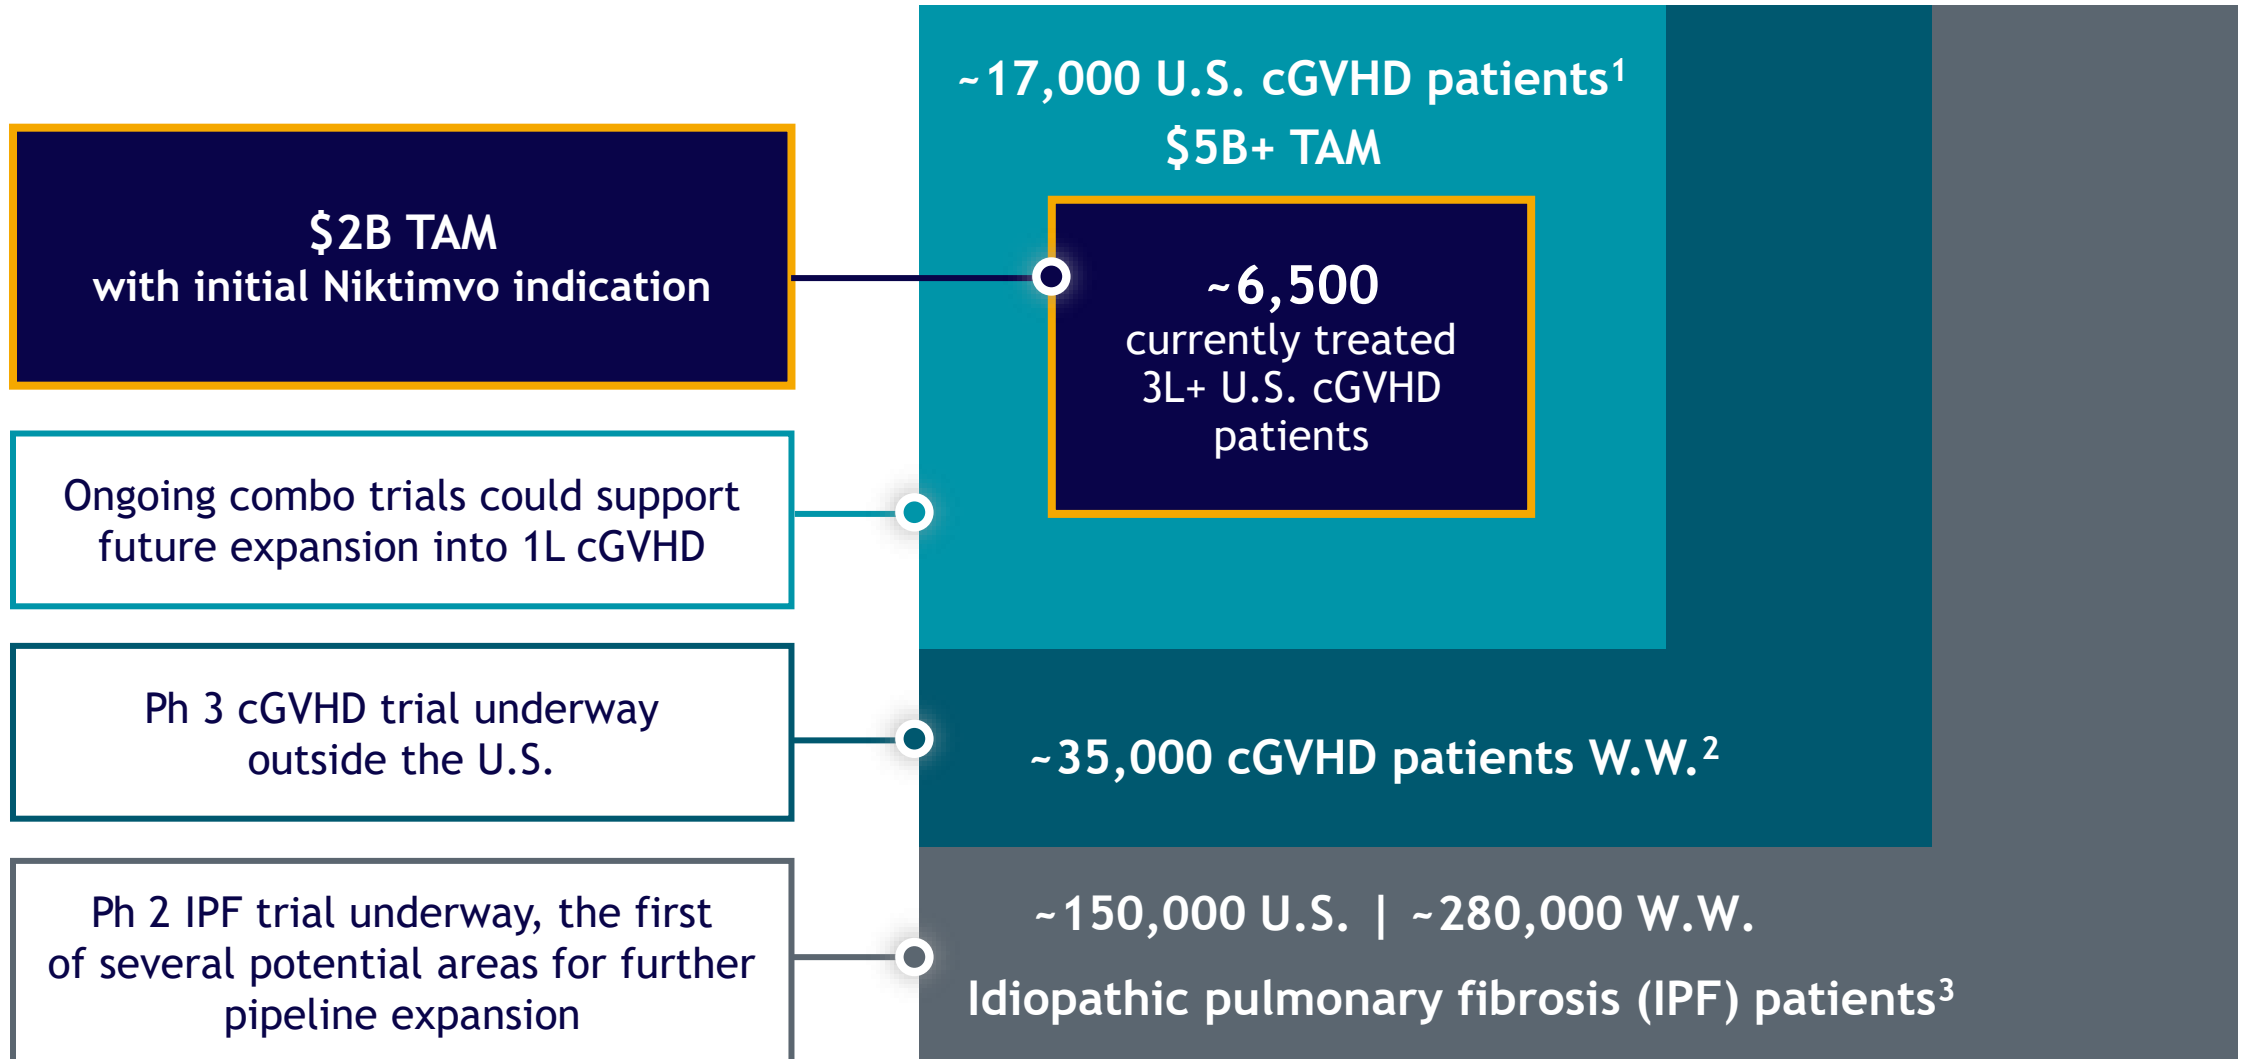 $2B TAM
with initial Niktimvo indication
Ongoing combo trials could support
future expansion into 1L cGVHD
Ph 3 cGVHD trial underway
outside the U.S.
Ph 2 IPF trial underway, the first
of several potential areas for further
pipeline expansion
~17,000 U.S. cGVHD patients¹
$5B+ TAM
~6,500
currently treated
3L+ U.S. cGVHD
patients
~35,000 cGVHD patients W.W.²
~150,000 U.S. | ~280,000 W.W.
Idiopathic pulmonary fibrosis (IPF) patients³